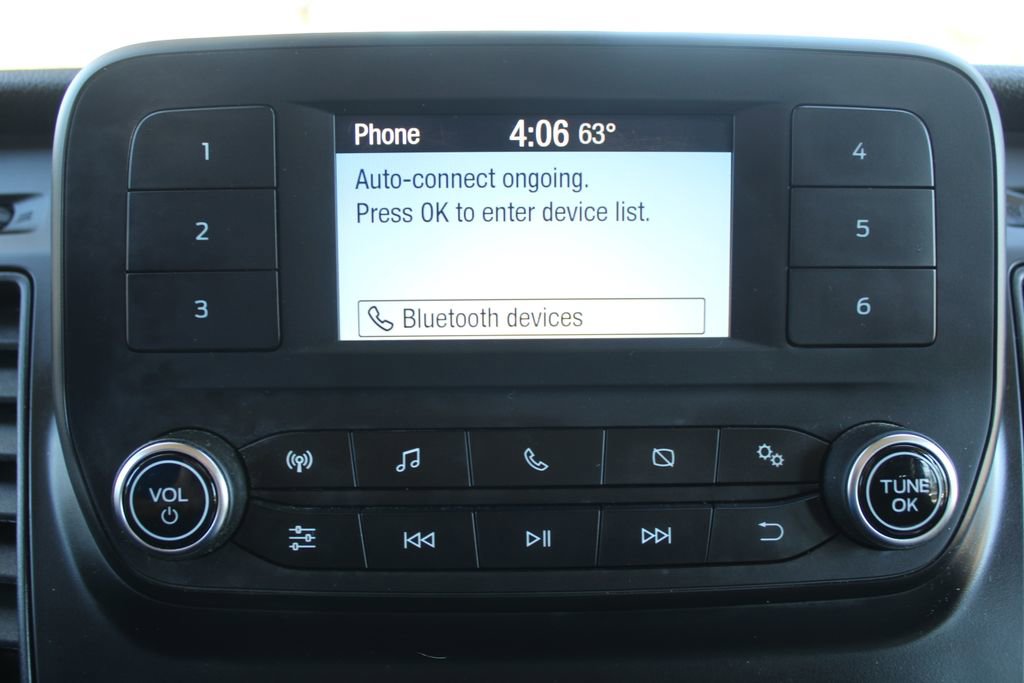 Phone 4:06 63°
Auto-connect ongoing.
Press OK to enter device list.
Bluetooth devices
1
2
3
4
5
6
VOL
TUNE
OK